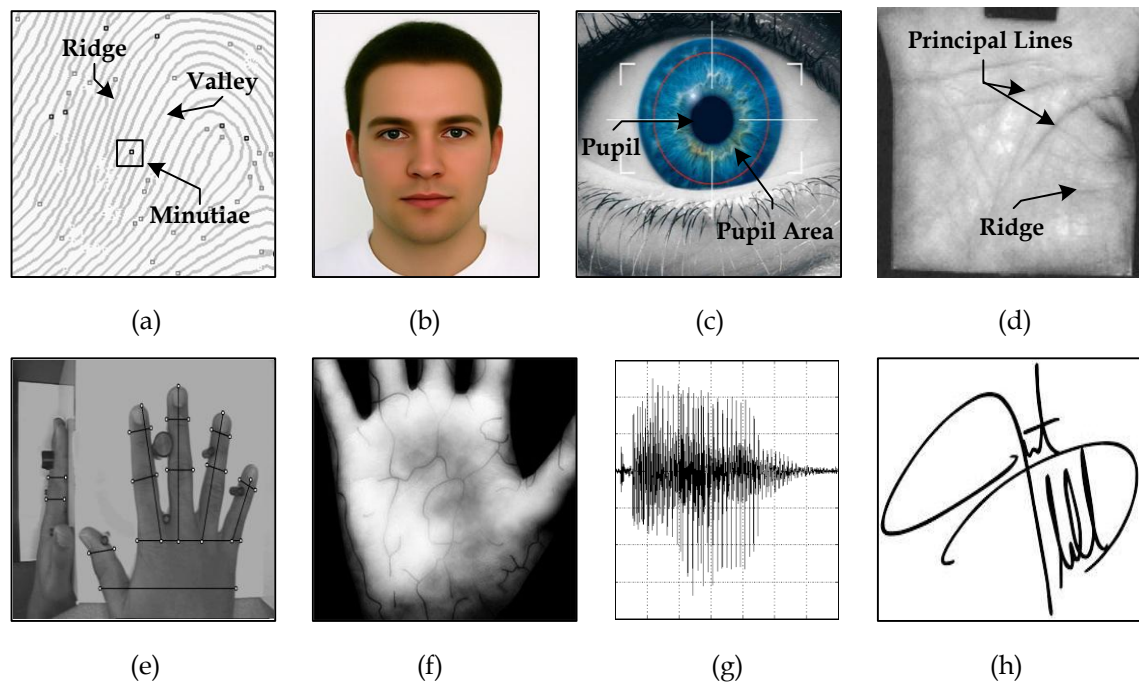 Ridge
Valley
Minutiae
Pupil
Pupil Area
Principal Lines
Ridge
(a)
(b)
(c)
(d)
(e)
(f)
(g)
(h)